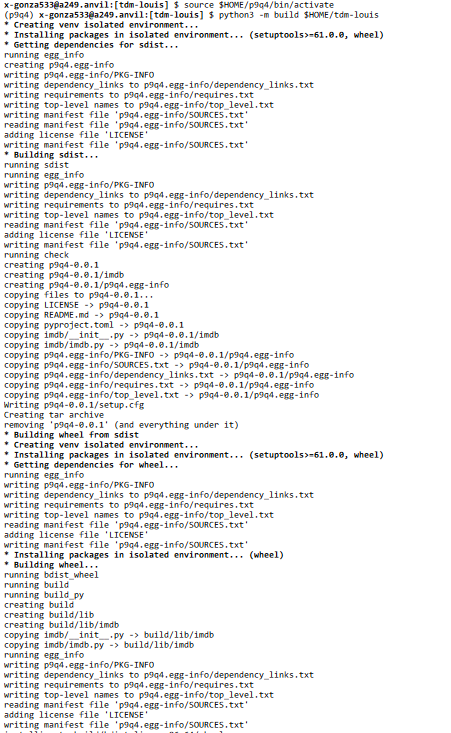 x-gonza533@a249.anvil:[tdm-louis] $ source $HOME/p9q4/bin/activate
(p9q4) x-gonza533@a249.anvil:[tdm-louis] $ python3 -m build $HOME/tdm-louis
* Creating venv isolated environment...
* Installing packages in isolated environment... (setuptools>=61.0.0, wheel)
* Getting dependencies for sdist...
running egg_info
creating p9q4.egg-info
writing p9q4.egg-info/PKG-INFO
writing dependency_links to p9q4.egg-info/dependency_links.txt
writing requirements to p9q4.egg-info/requires.txt
writing top-level names to p9q4.egg-info/top_level.txt
writing manifest file 'p9q4.egg-info/SOURCES.txt'
reading manifest file 'p9q4.egg-info/SOURCES.txt'
adding license file 'LICENSE'
writing manifest file 'p9q4.egg-info/SOURCES.txt'
* Building sdist...
running sdist
running egg_info
writing p9q4.egg-info/PKG-INFO
writing dependency_links to p9q4.egg-info/dependency_links.txt
writing requirements to p9q4.egg-info/requires.txt
writing top-level names to p9q4.egg-info/top_level.txt
reading manifest file 'p9q4.egg-info/SOURCES.txt'
adding license file 'LICENSE'
writing manifest file 'p9q4.egg-info/SOURCES.txt'
running check
creating p9q4-0.0.1
creating p9q4-0.0.1/imdb
creating p9q4-0.0.1/p9q4.egg-info
copying files to p9q4-0.0.1...
copying LICENSE -> p9q4-0.0.1
copying README.md -> p9q4-0.0.1
copying pyproject.toml -> p9q4-0.0.1
copying imdb/__init__.py -> p9q4-0.0.1/imdb
copying imdb/imdb.py -> p9q4-0.0.1/imdb
copying p9q4.egg-info/PKG-INFO -> p9q4-0.0.1/p9q4.egg-info
copying p9q4.egg-info/SOURCES.txt -> p9q4-0.0.1/p9q4.egg-info
copying p9q4.egg-info/dependency_links.txt -> p9q4-0.0.1/p9q4.egg-info
copying p9q4.egg-info/requires.txt -> p9q4-0.0.1/p9q4.egg-info
copying p9q4.egg-info/top_level.txt -> p9q4-0.0.1/p9q4.egg-info
Writing p9q4-0.0.1/setup.cfg
Creating tar archive
removing 'p9q4-0.0.1' (and everything under it)
* Building wheel from sdist
* Creating venv isolated environment...
* Installing packages in isolated environment... (setuptools>=61.0.0, wheel)
* Getting dependencies for wheel...
running egg_info
writing p9q4.egg-info/PKG-INFO
writing dependency_links to p9q4.egg-info/dependency_links.txt
writing requirements to p9q4.egg-info/requires.txt
writing top-level names to p9q4.egg-info/top_level.txt
reading manifest file 'p9q4.egg-info/SOURCES.txt'
adding license file 'LICENSE'
writing manifest file 'p9q4.egg-info/SOURCES.txt'
* Installing packages in isolated environment... (wheel)
* Building wheel...
running bdist_wheel
running build
running build_py
creating build
creating build/lib
creating build/lib/imdb
copying imdb/__init__.py -> build/lib/imdb
copying imdb/imdb.py -> build/lib/imdb
running egg_info
writing p9q4.egg-info/PKG-INFO
writing dependency_links to p9q4.egg-info/dependency_links.txt
writing requirements to p9q4.egg-info/requires.txt
writing top-level names to p9q4.egg-info/top_level.txt
reading manifest file 'p9q4.egg-info/SOURCES.txt'
adding license file 'LICENSE'
writing manifest file 'p9q4.egg-info/SOURCES.txt'